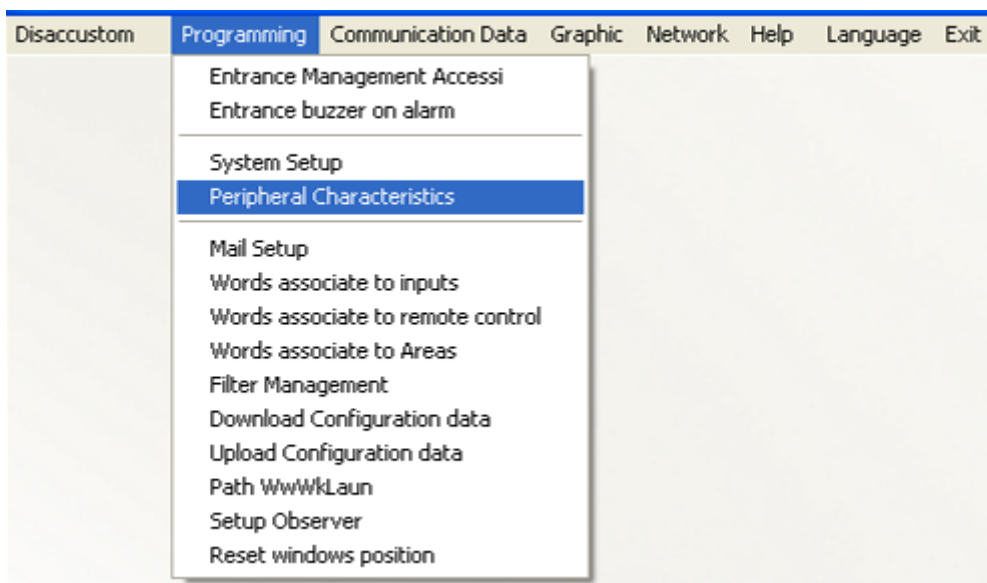 Disaccustom Programming Communication Data Graphic Network Help Language Exit
Entrance Management Accessi
Entrance buzzer on alarm
System Setup
Peripheral Characteristics
Mail Setup
Words associate to inputs
Words associate to remote control
Words associate to Areas
Filter Management
Download Configuration data
Upload Configuration data
Path WwWkLaun
Setup Observer
Reset windows position